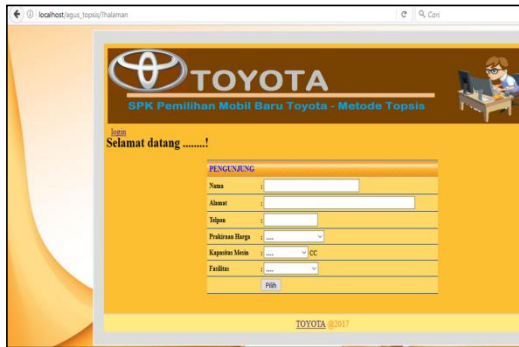 localhost/agus_topsis/?halaman
Cari
TOYOTA
SPK Pemilihan Mobil Baru Toyota - Metode Topsis
login
Selamat datang ........!
PENGUNJUNG
Nama :
Alamat :
Telpon :
Prakiraan Harga : ....
Kapasitas Mesin : .... CC
Fasilitas : ....
Pilih
TOYOTA @2017